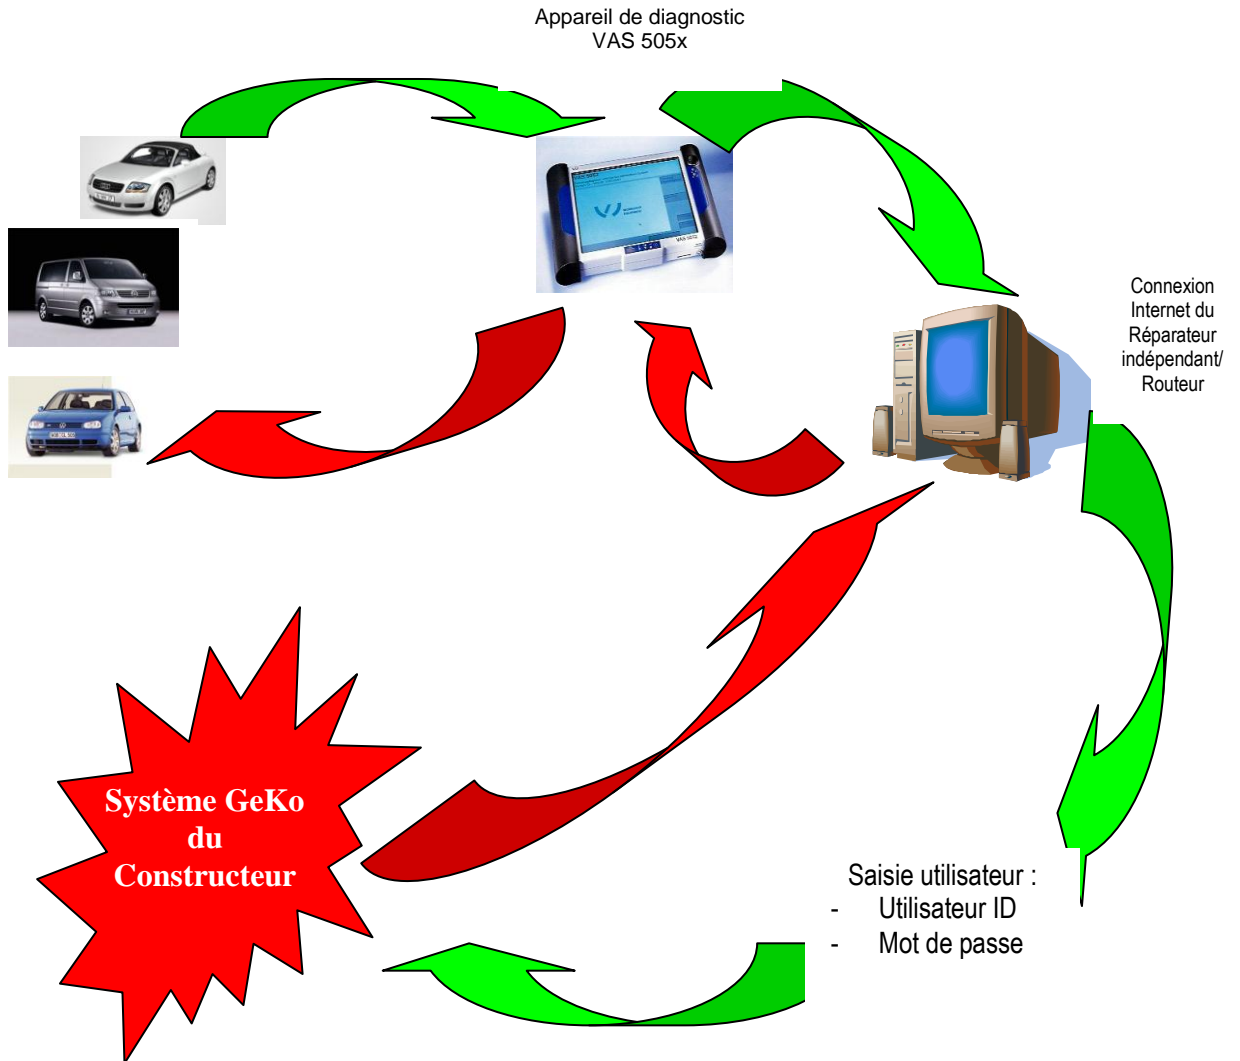 Appareil de diagnostic
VAS 505x
Connexion
Internet du
Réparateur
indépendant/
Routeur
Système GeKo
du
Constructeur
Saisie utilisateur :
- Utilisateur ID
- Mot de passe